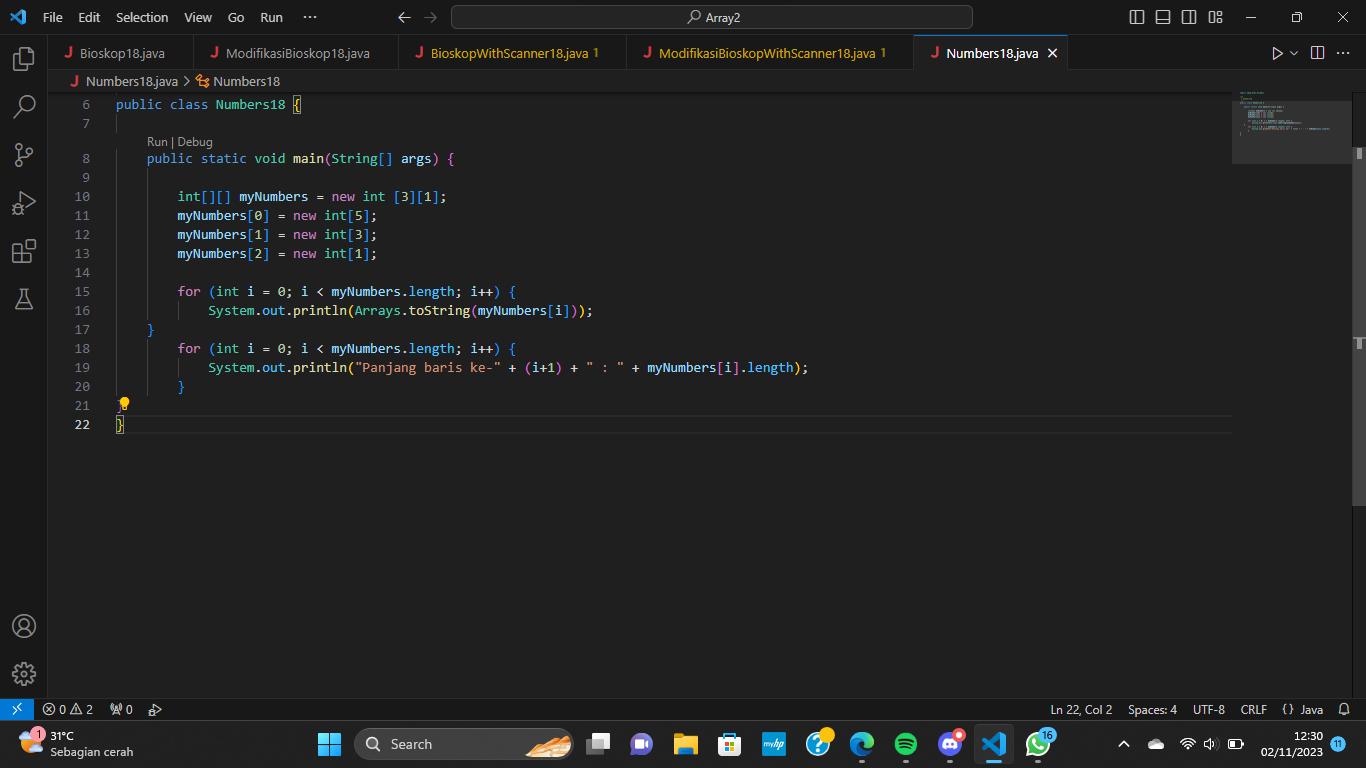 File Edit Selection View Go Run ··· Array2
Bioskop18.java ModifikasiBioskop18.java BioskopWithScanner18.java 1 ModifikasiBioskopWithScanner18.java 1 Numbers18.java
Numbers18.java > Numbers18
6 public class Numbers18 {
7
Run | Debug
8 public static void main(String[] args) {
9
10 int[][] myNumbers = new int [3][1];
11 myNumbers[0] = new int[5];
12 myNumbers[1] = new int[3];
13 myNumbers[2] = new int[1];
14
15 for (int i = 0; i < myNumbers.length; i++) {
16 System.out.println(Arrays.toString(myNumbers[i]));
17 }
18 for (int i = 0; i < myNumbers.length; i++) {
19 System.out.println("Panjang baris ke-" + (i+1) + " : " + myNumbers[i].length);
20 }
21 }
22 }
0 2 0 Ln 22, Col 2 Spaces: 4 UTF-8 CRLF {} Java
1 31°C Search myhp 16 12:30
Sebagian cerah 02/11/2023 11